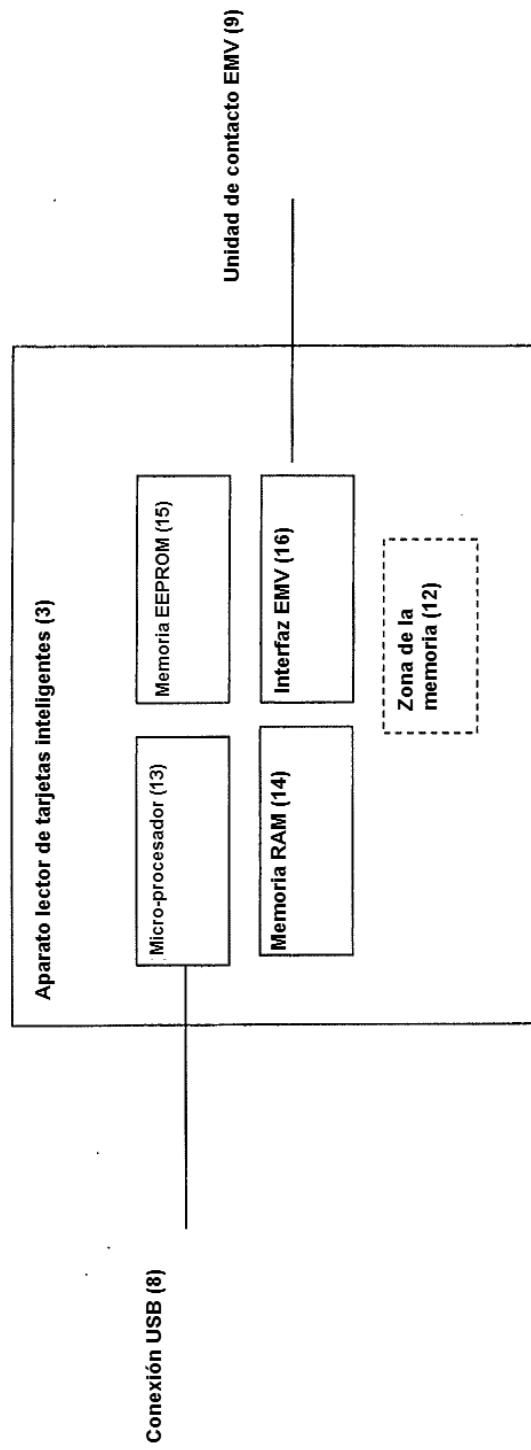 Aparato lector de tarjetas inteligentes (3)
Micro-procesador (13)
Memoria EEPROM (15)
Memoria RAM (14)
Interfaz EMV (16)
Zona de la
memoria (12)
Conexión USB (8)
Unidad de contacto EMV (9)